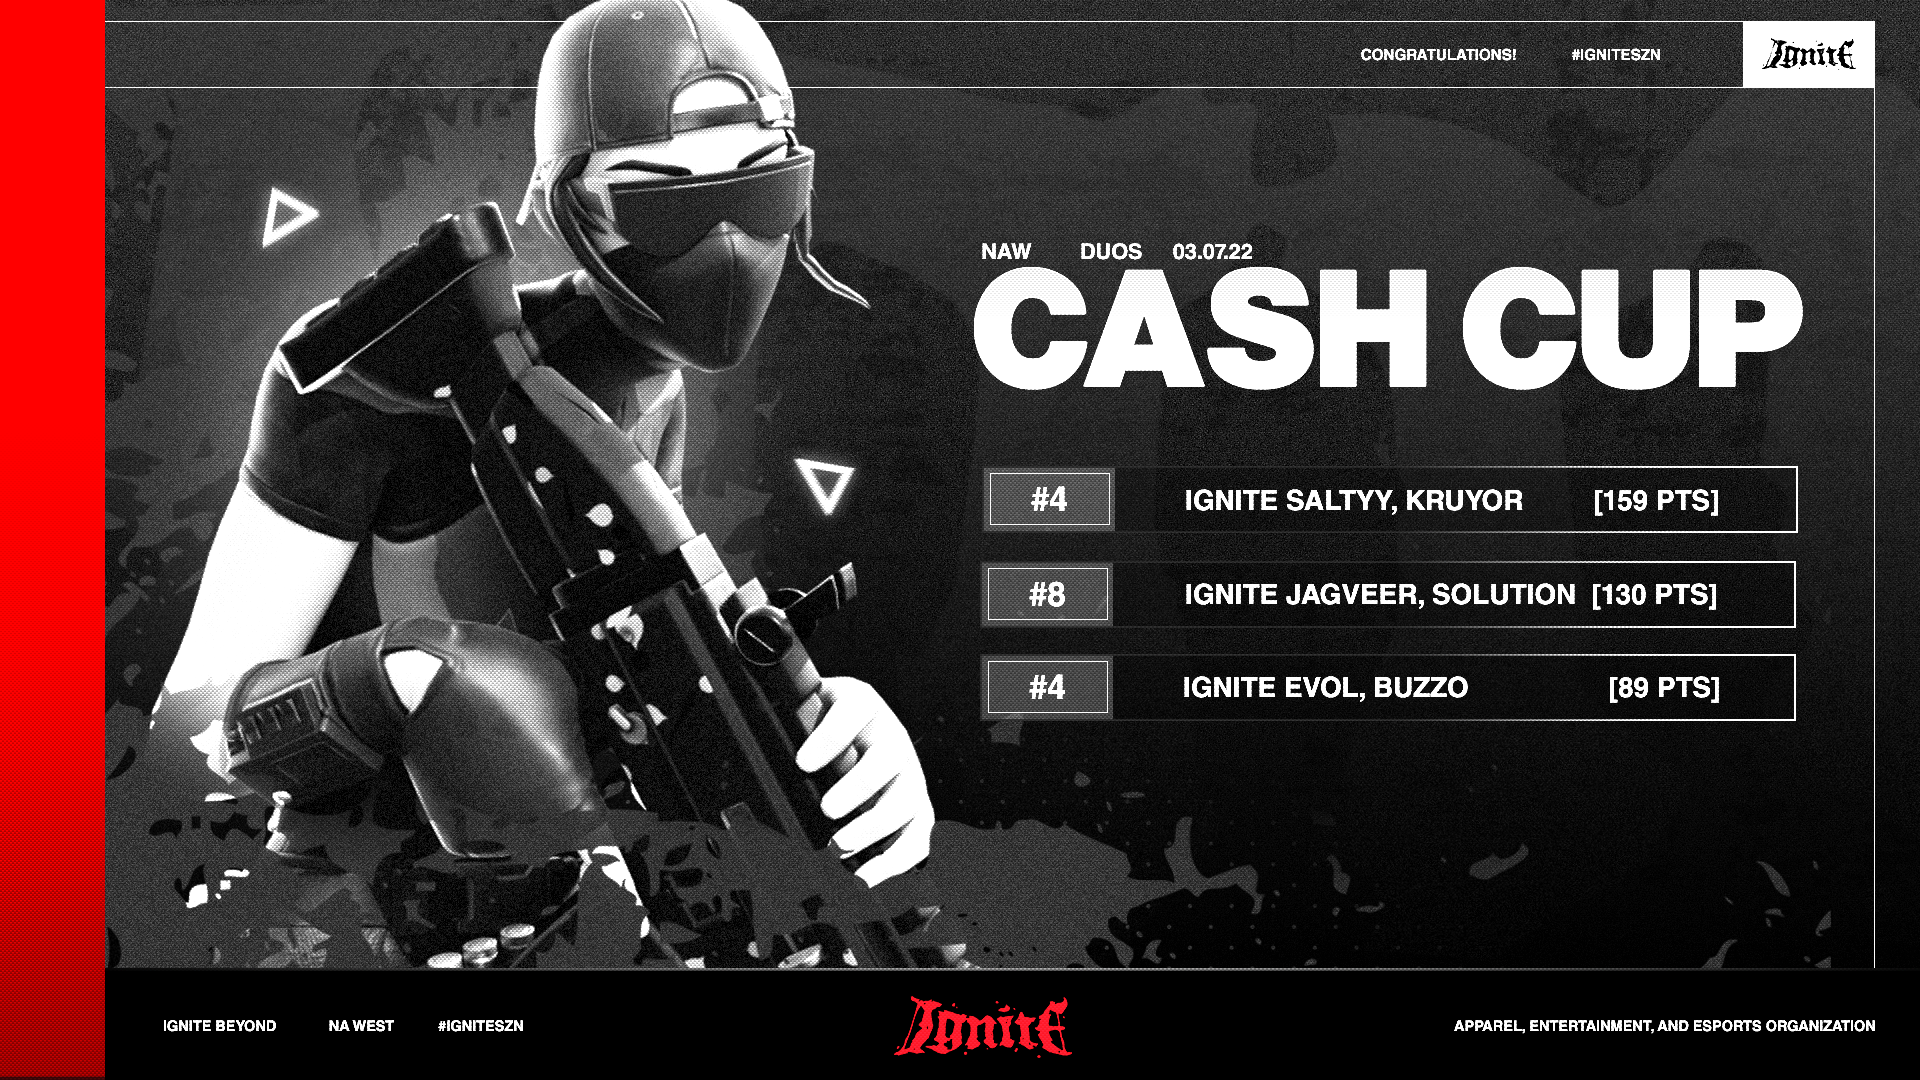 CONGRATULATIONS! #IGNITESZN IgnitE
NAW DUOS 03.07.22
CASH CUP
#4 IGNITE SALTYY, KRUYOR [159 PTS]
#8 IGNITE JAGVEER, SOLUTION [130 PTS]
#4 IGNITE EVOL, BUZZO [89 PTS]
IGNITE BEYOND NA WEST #IGNITESZN IgnitE APPAREL, ENTERTAINMENT, AND ESPORTS ORGANIZATION